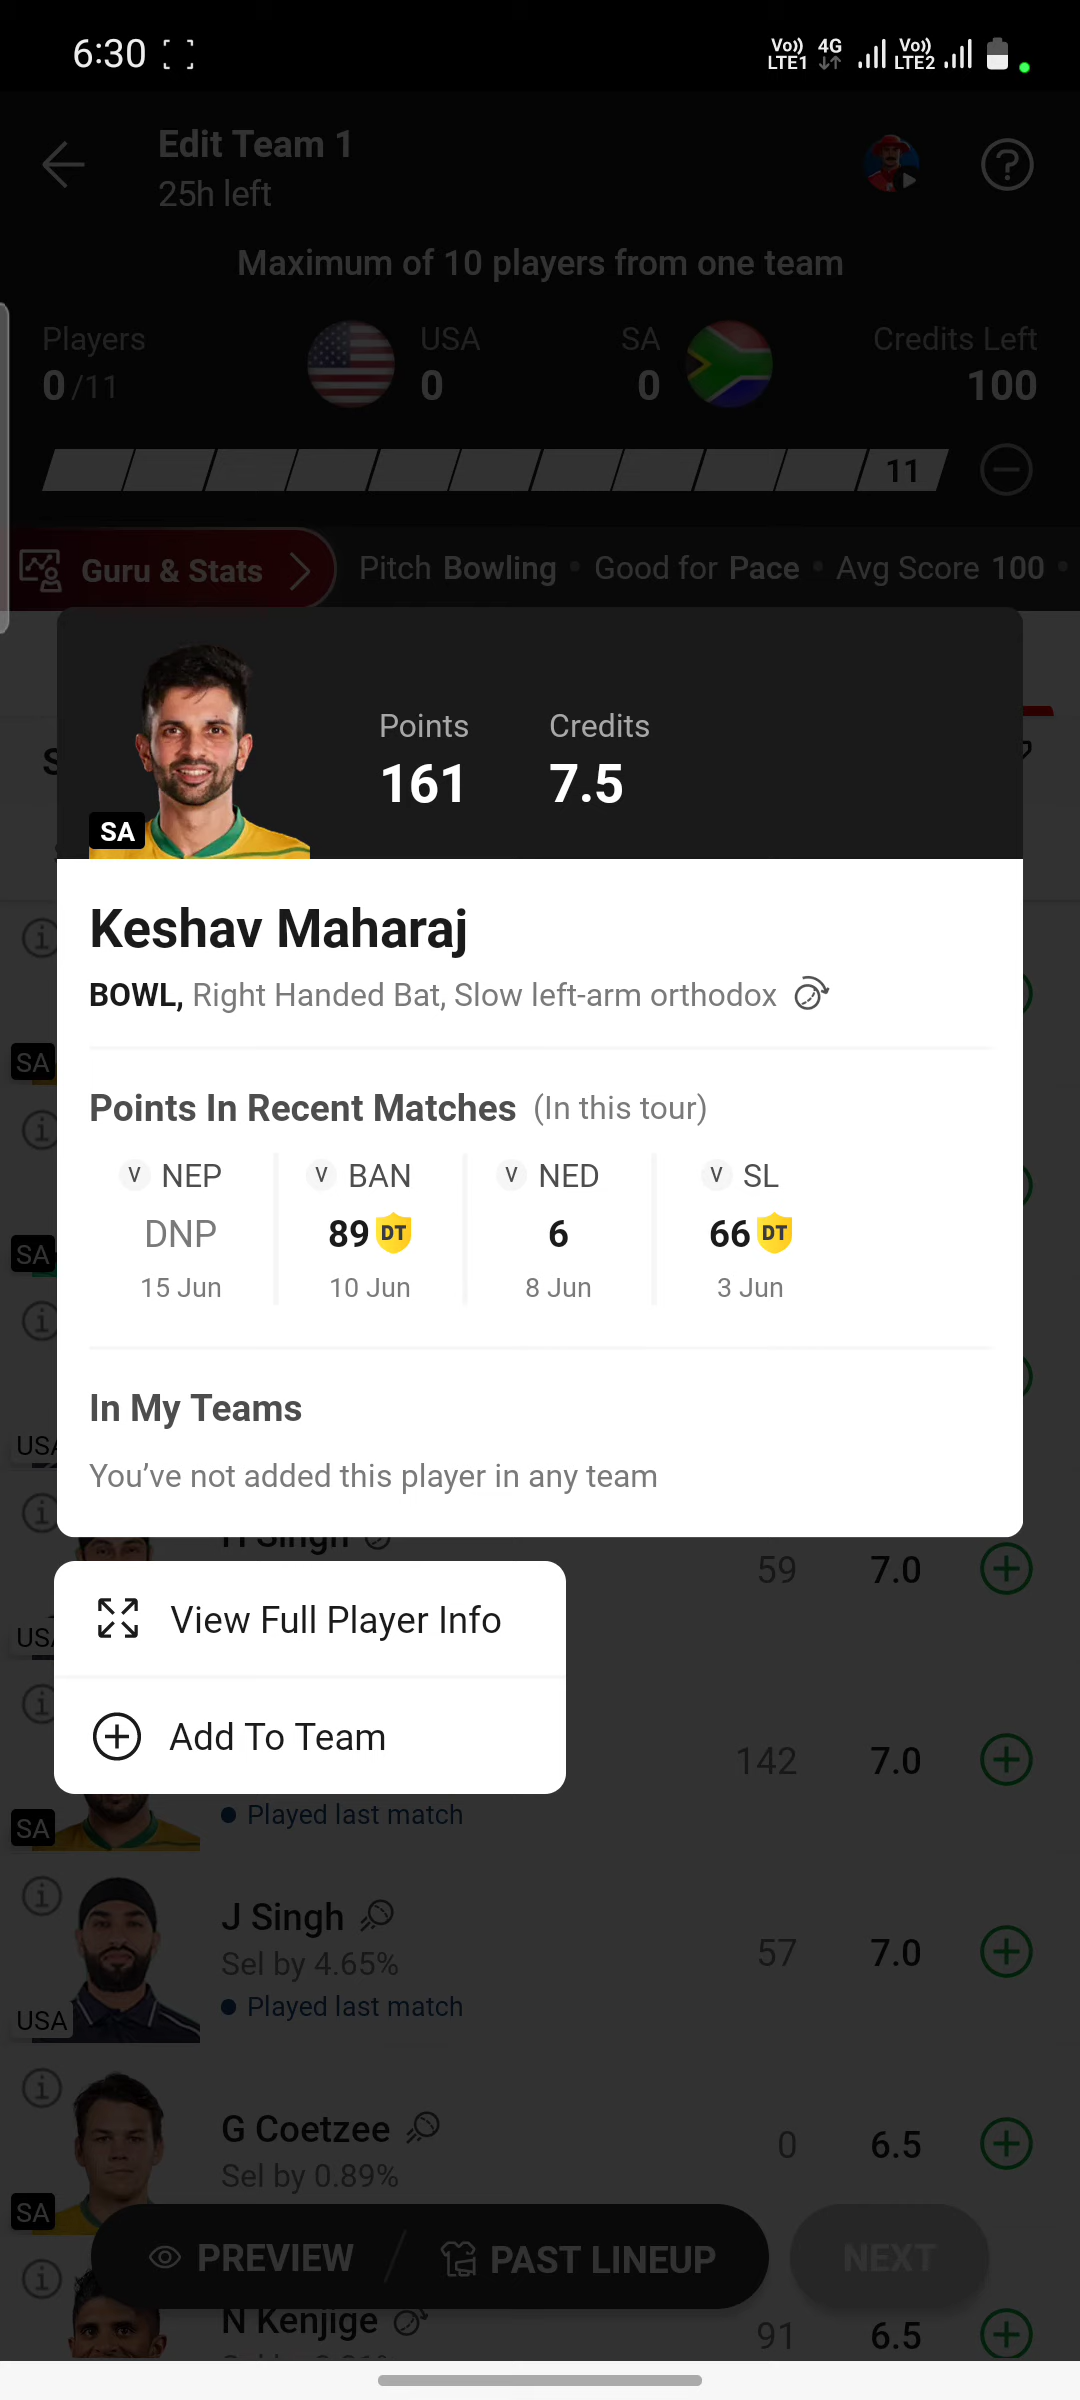 6:30
Vo)) LTE1 4G Vo)) LTE2
Edit Team 1
25h left
Maximum of 10 players from one team
Players USA SA Credits Left
0/11 0 0 100
11
Guru & Stats Pitch Bowling • Good for Pace • Avg Score 100 •
Points Credits
161 7.5
SA
Keshav Maharaj
BOWL, Right Handed Bat, Slow left-arm orthodox
SA
Points In Recent Matches (In this tour)
V NEP V BAN V NED V SL
DNP 89 DT 6 66 DT
15 Jun 10 Jun 8 Jun 3 Jun
SA
In My Teams
USA
You’ve not added this player in any team
H Singh
59 7.0
View Full Player Info
USA
Add To Team
142 7.0
Played last match
SA
J Singh
Sel by 4.65%
57 7.0
Played last match
USA
G Coetzee
Sel by 0.89%
0 6.5
SA
PREVIEW PAST LINEUP NEXT
N Kenjige
91 6.5